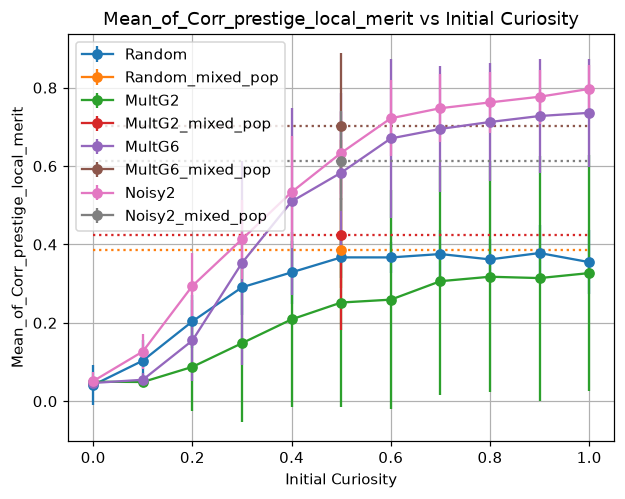 Mean_of_Corr_prestige_local_merit vs Initial Curiosity
Mean_of_Corr_prestige_local_merit
0.8
0.6
0.4
0.2
0.0
Random
Random_mixed_pop
MultG2
MultG2_mixed_pop
MultG6
MultG6_mixed_pop
Noisy2
Noisy2_mixed_pop
0.0 0.2 0.4 0.6 0.8 1.0
Initial Curiosity